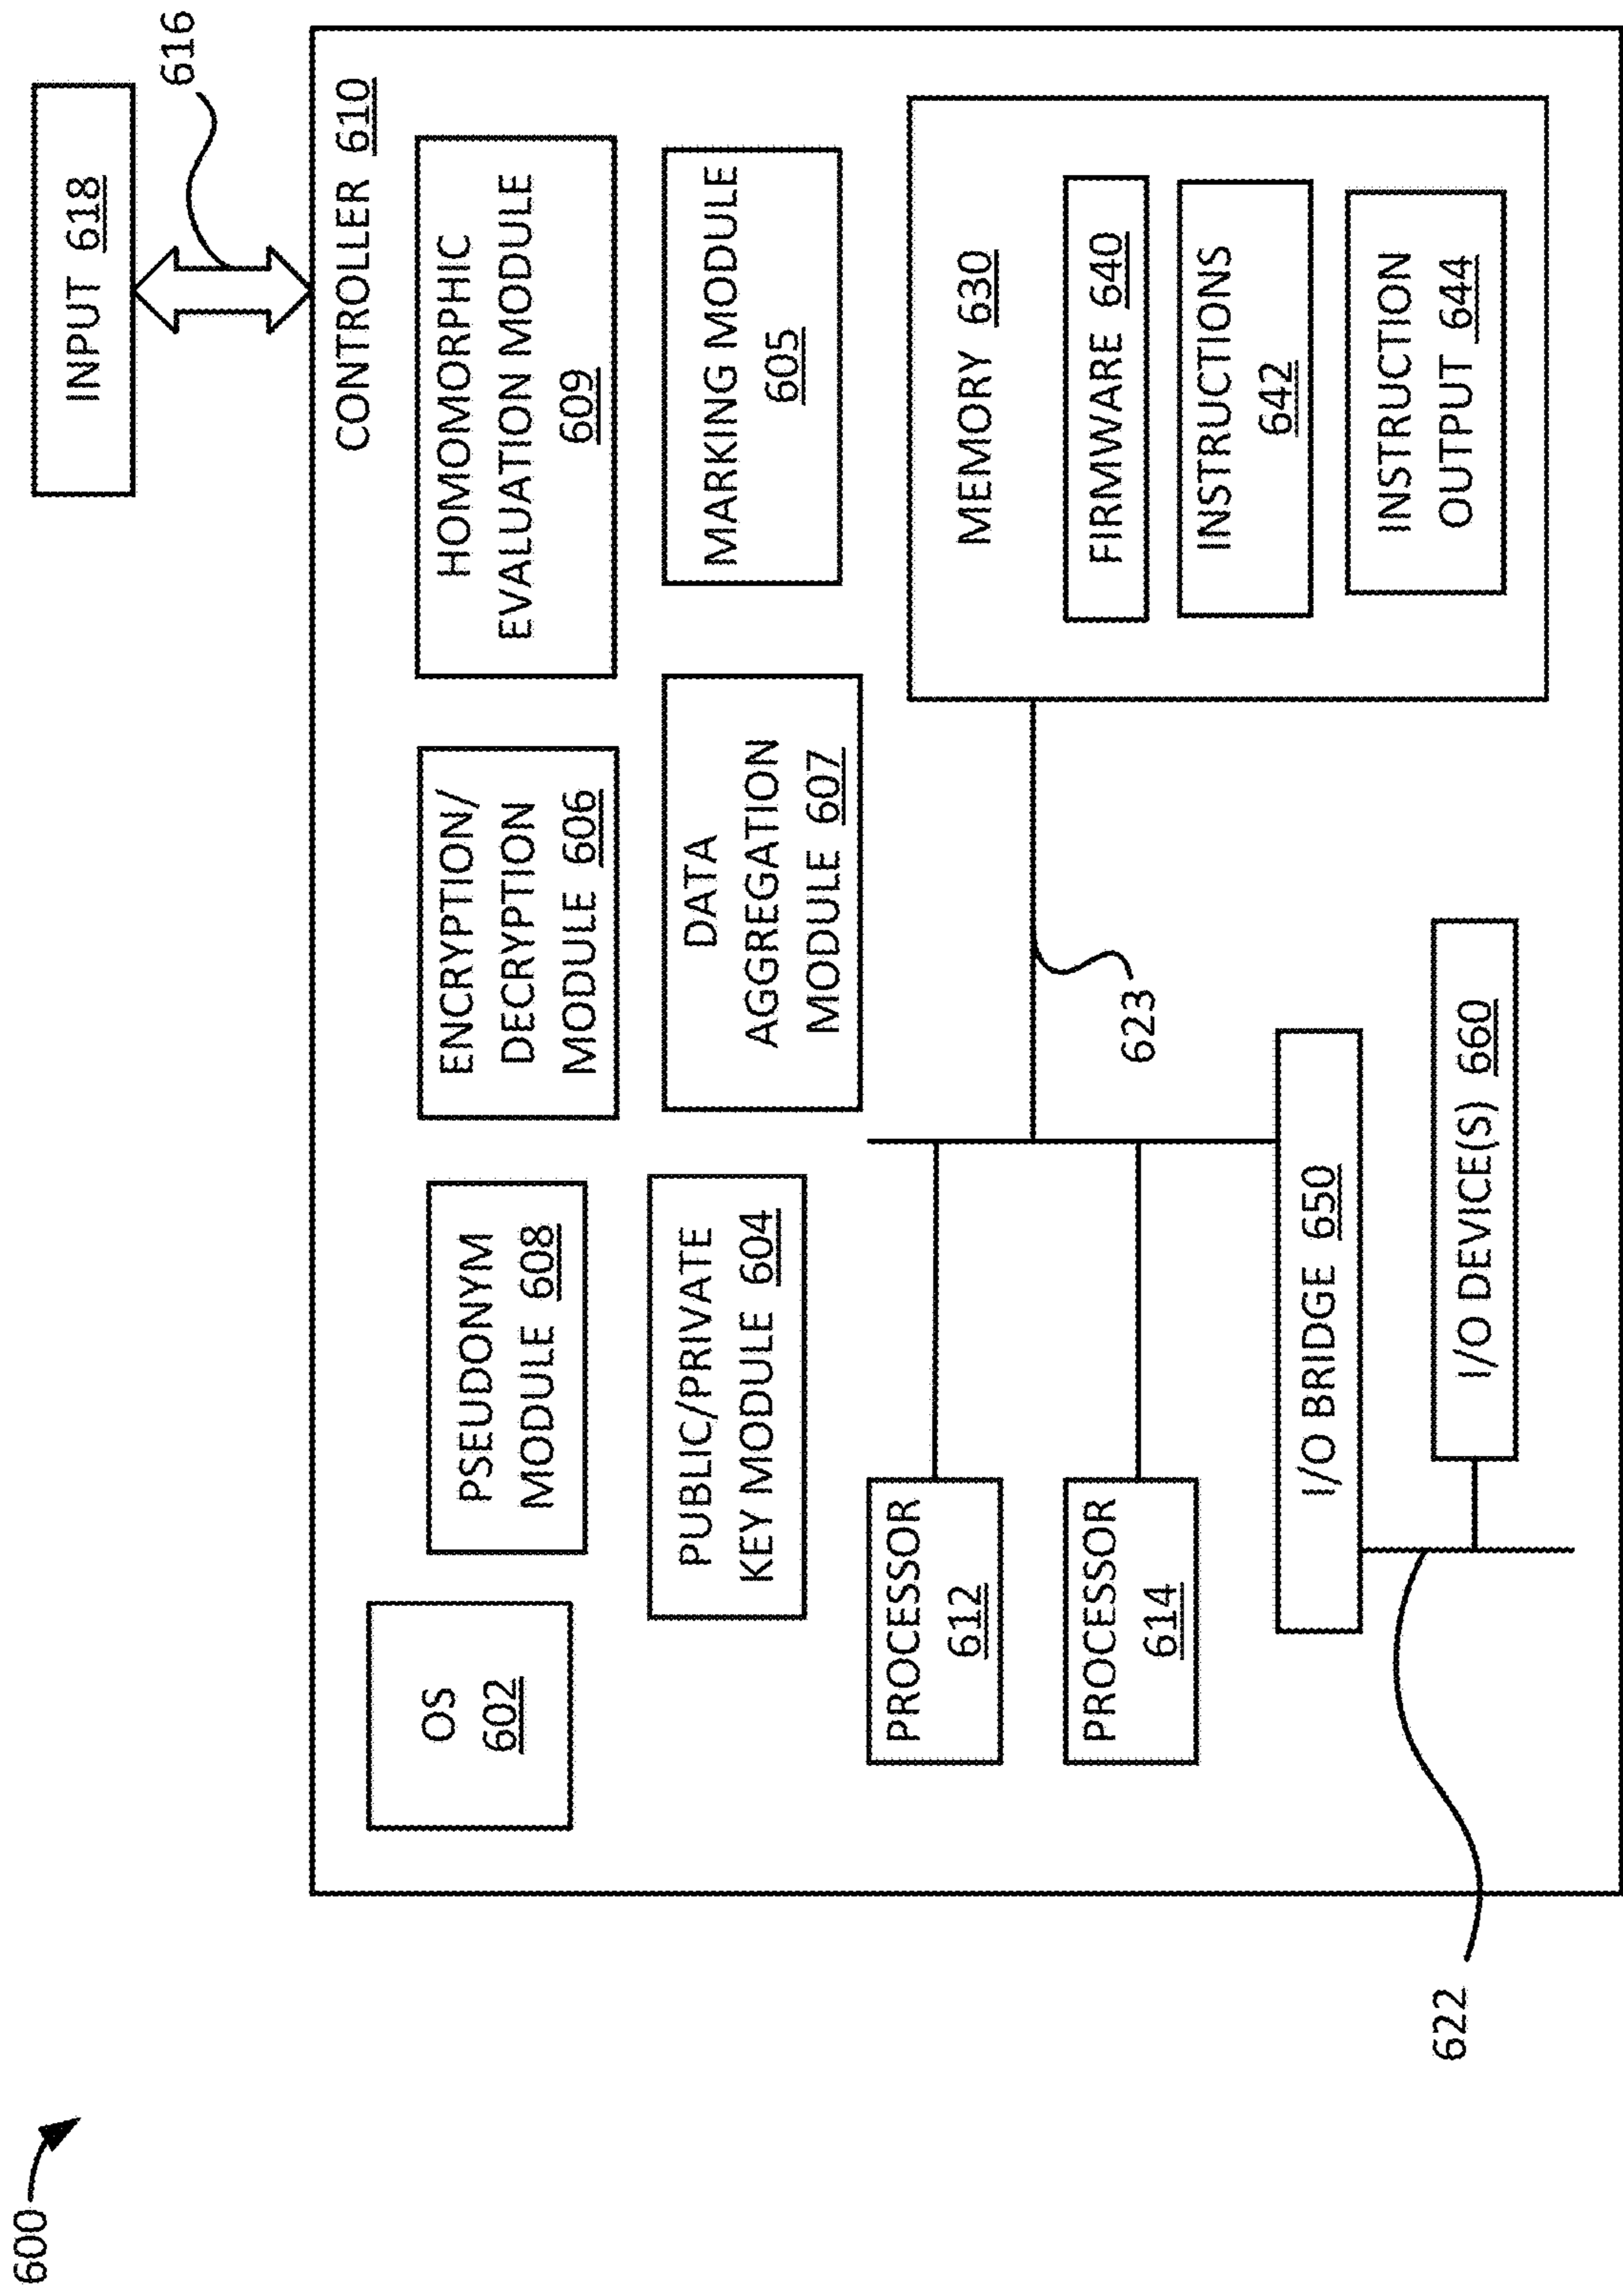 600
INPUT 618
616
CONTROLLER 610
OS
602
PSEUDONYM
MODULE 608
ENCRYPTION/
DECRYPTION
MODULE 606
HOMOMORPHIC
EVALUATION MODULE
609
PUBLIC/PRIVATE
KEY MODULE 604
DATA
AGGREGATION
MODULE 607
MARKING MODULE
605
PROCESSOR
612
PROCESSOR
614
623
MEMORY 630
FIRMWARE 640
INSTRUCTIONS
642
INSTRUCTION
OUTPUT 644
I/O BRIDGE 650
I/O DEVICE(S) 660
622